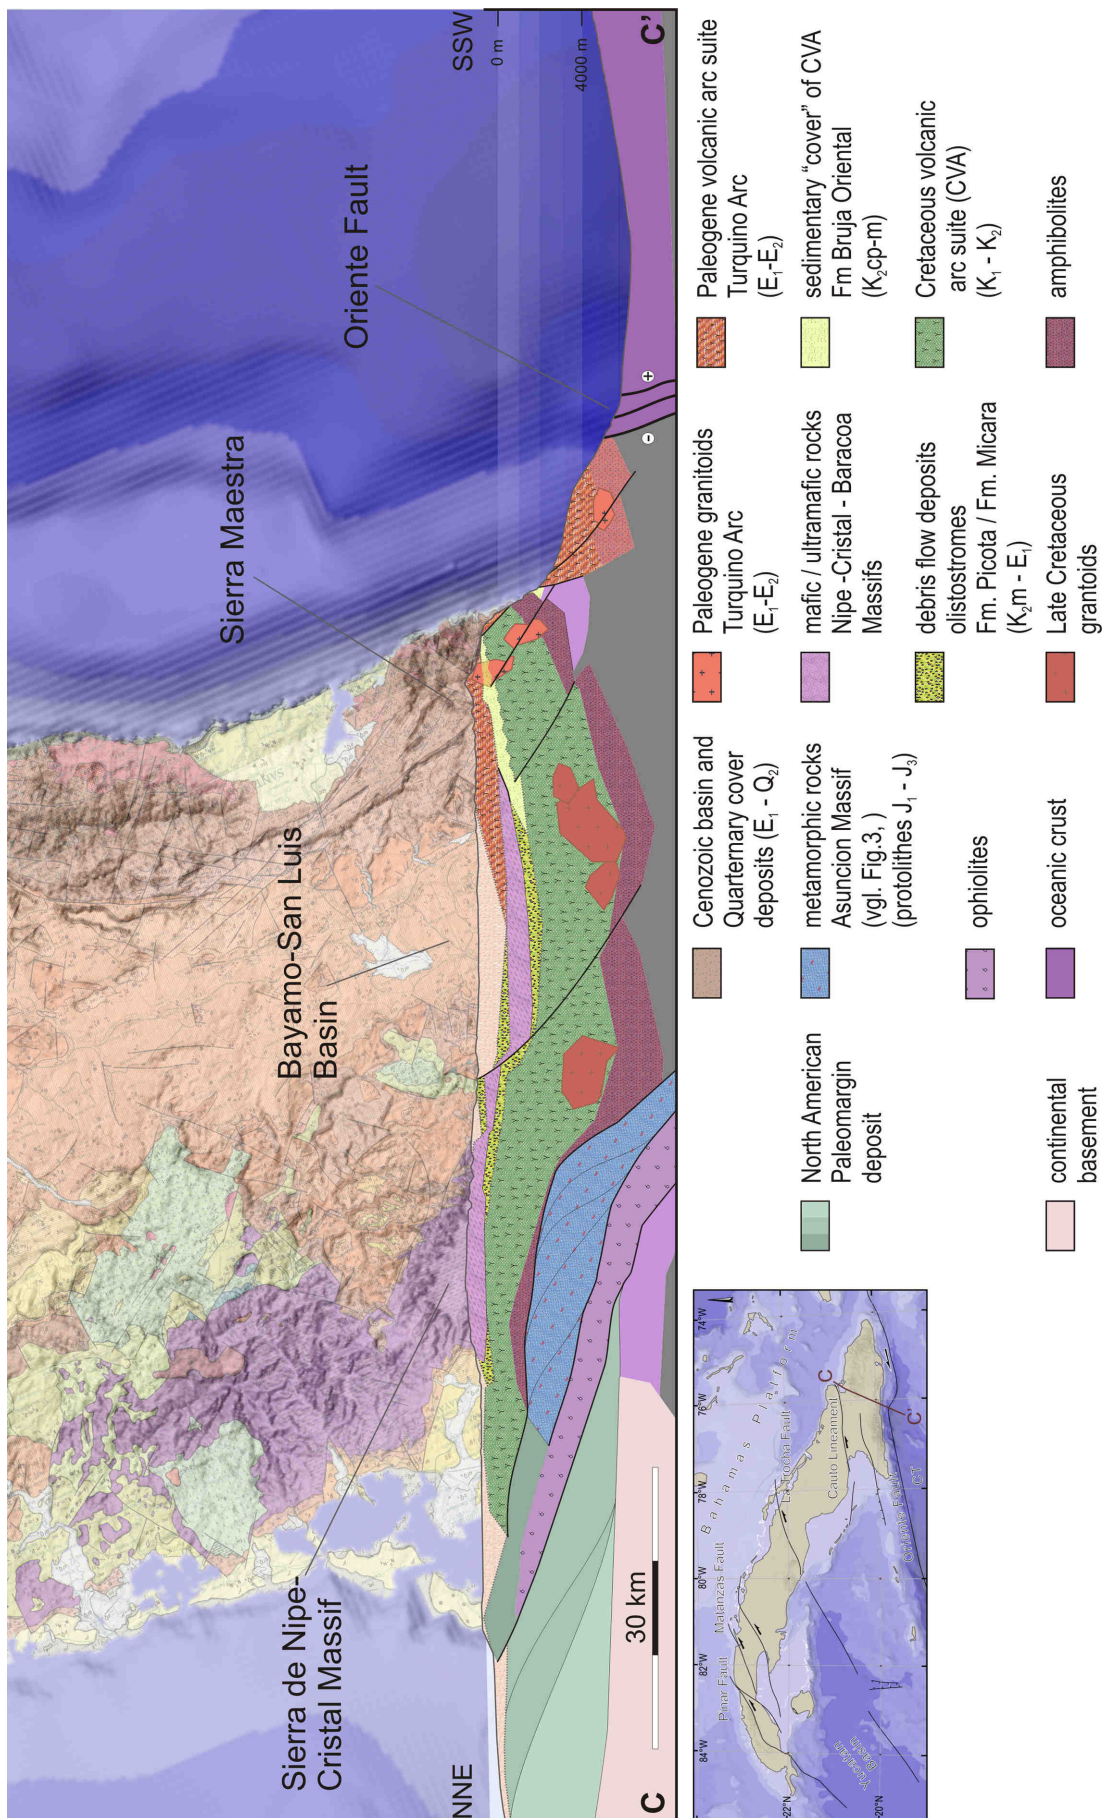 NNE
SSW
Sierra de Nipe-
Cristal Massif
Bayamo-San Luis
Basin
Sierra Maestra
Oriente Fault
0 m
4000 m
C
C'
30 km
+
-
84°W
82°W
80°W
78°W
76°W
74°W
22°N
20°N
Pinar Fault
Matanzas Fault
Bahamas Platform
La Trocha Fault
Cauto Lineament
Oriente Fault
CT
Yucatan
Basin
C
C'
North American
Paleomargin
deposit
continental
basement
Cenozoic basin and
Quarternary cover
deposits (E₁ - Q₂)
metamorphic rocks
Asuncion Massif
(vgl. Fig.3, )
(protolithes J₁ - J₃)
ophiolites
oceanic crust
Paleogene granitoids
Turquino Arc
(E₁-E₂)
mafic / ultramafic rocks
Nipe -Cristal - Baracoa
Massifs
debris flow deposits
olistostromes
Fm. Picota / Fm. Micara
(K₂m - E₁)
Late Cretaceous
grantoids
Paleogene volcanic arc suite
Turquino Arc
(E₁-E₂)
sedimentary "cover" of CVA
Fm Bruja Oriental
(K₂cp-m)
Cretaceous volcanic
arc suite (CVA)
(K₁ - K₂)
amphibolites